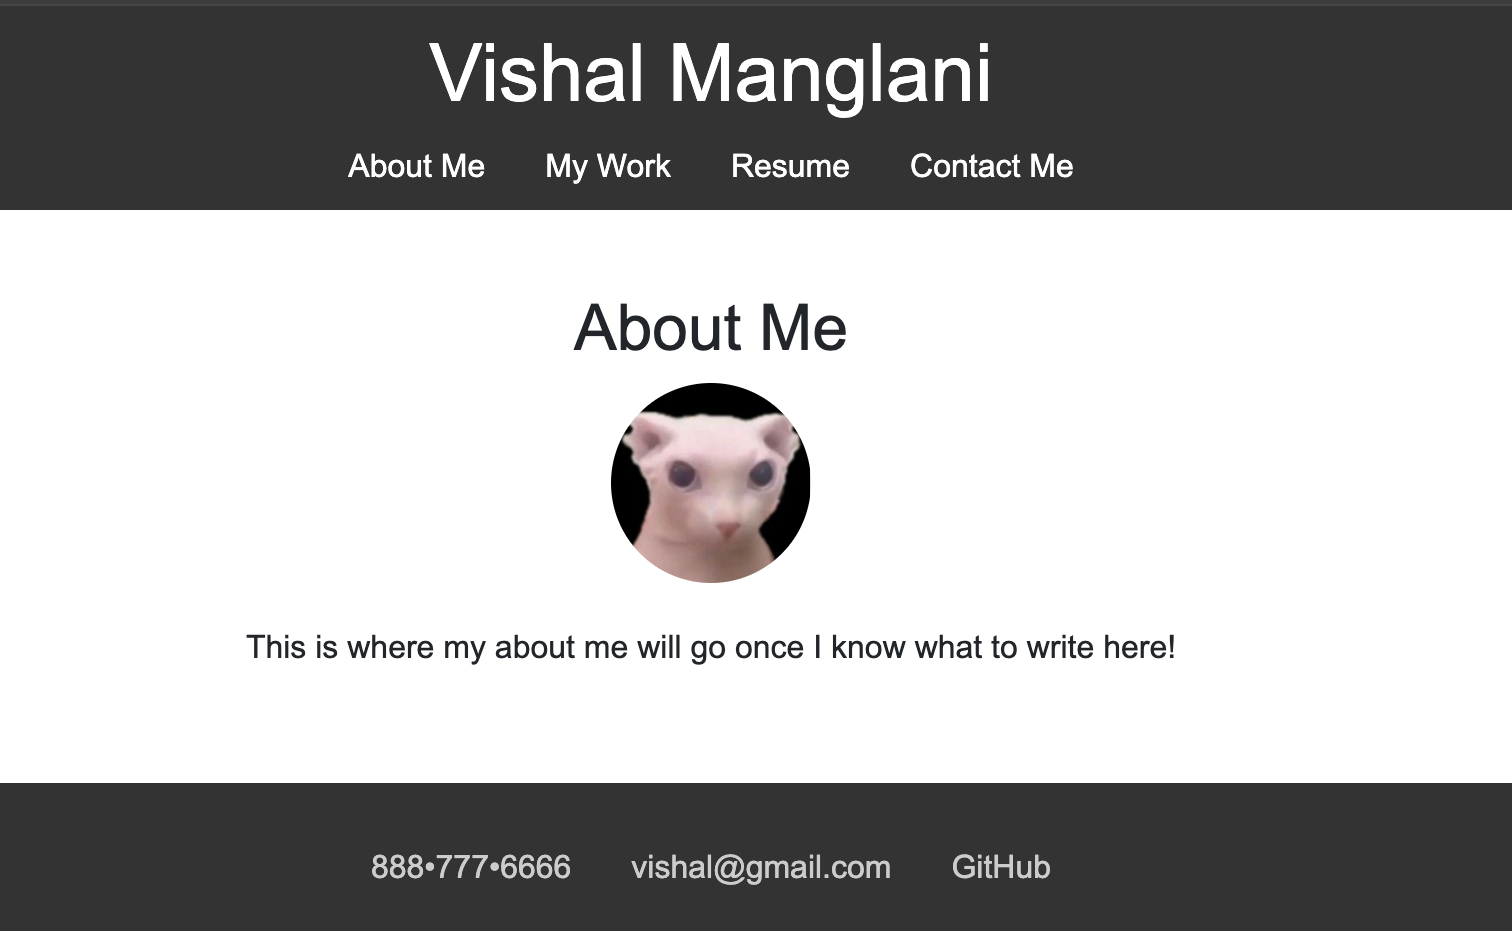 Vishal Manglani
About Me My Work Resume Contact Me
About Me
This is where my about me will go once I know what to write here!
888•777•6666 vishal@gmail.com GitHub